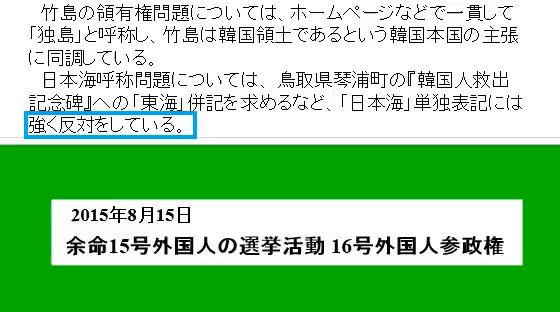 竹島の領有権問題については、ホームページなどで一貫して
「独島」と呼称し、竹島は韓国領土であるという韓国本国の主張
に同調している。
日本海呼称問題については、鳥取県琴浦町の『韓国人救出
記念碑』への「東海」併記を求めるなど、「日本海」単独表記には
強く反対をしている。
2015年8月15日
余命15号外国人の選挙活動 16号外国人参政権